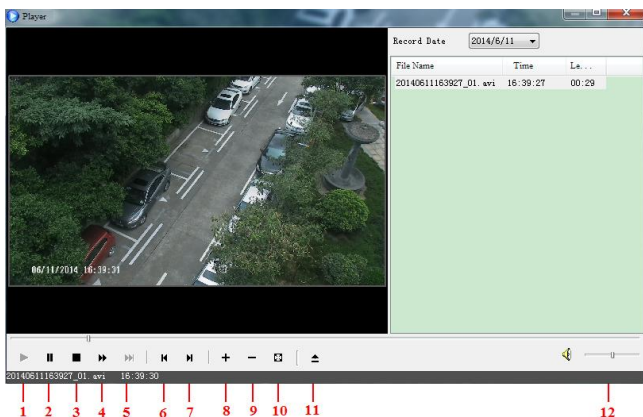 Player
Record Date 2014/6/11
File Name Time Le...
20140611163927_01.avi 16:39:27 00:29
06/11/2014 16:39:31
20140611163927_01.avi 16:39:30
1 2 3 4 5 6 7 8 9 10 11 12